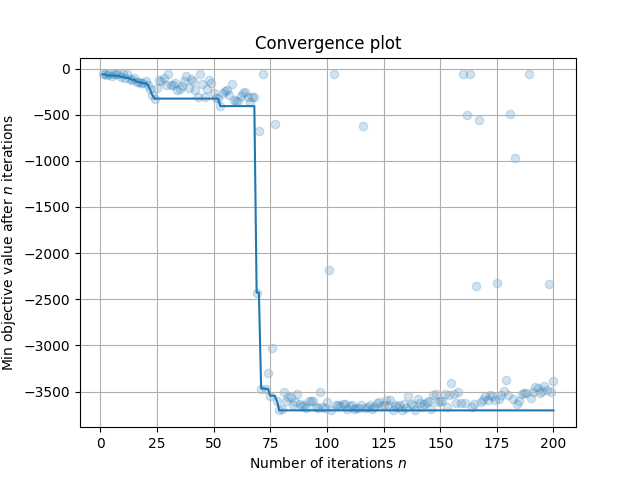 Convergence plot
Min objective value after n iterations
0
−500
−1000
−1500
−2000
−2500
−3000
−3500
0 25 50 75 100 125 150 175 200
Number of iterations n